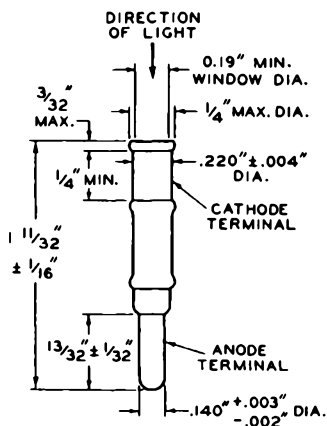 DIRECTION
OF LIGHT
0.19" MIN.
WINDOW DIA.
3/32"
MAX.
1/4" MAX. DIA.
1/4" MIN.
.220" ±.004"
DIA.
CATHODE
TERMINAL
1 11/32"
± 1/16"
13/32" ± 1/32"
ANODE
TERMINAL
.140" +.003" -.002" DIA.